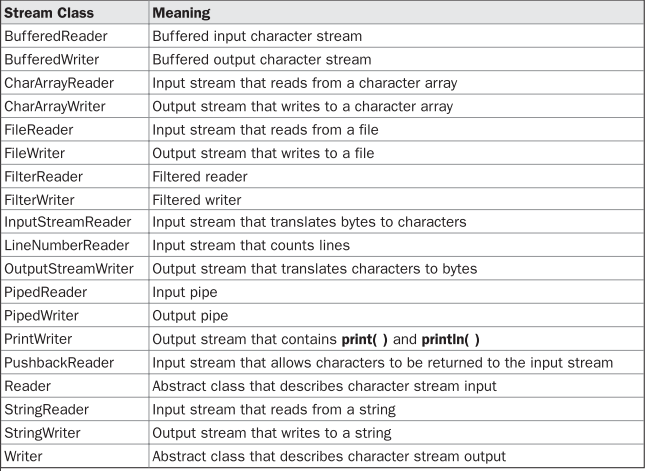 Stream Class Meaning
BufferedReader Buffered input character stream
BufferedWriter Buffered output character stream
CharArrayReader Input stream that reads from a character array
CharArrayWriter Output stream that writes to a character array
FileReader Input stream that reads from a file
FileWriter Output stream that writes to a file
FilterReader Filtered reader
FilterWriter Filtered writer
InputStreamReader Input stream that translates bytes to characters
LineNumberReader Input stream that counts lines
OutputStreamWriter Output stream that translates characters to bytes
PipedReader Input pipe
PipedWriter Output pipe
PrintWriter Output stream that contains print( ) and println( )
PushbackReader Input stream that allows characters to be returned to the input stream
Reader Abstract class that describes character stream input
StringReader Input stream that reads from a string
StringWriter Output stream that writes to a string
Writer Abstract class that describes character stream output